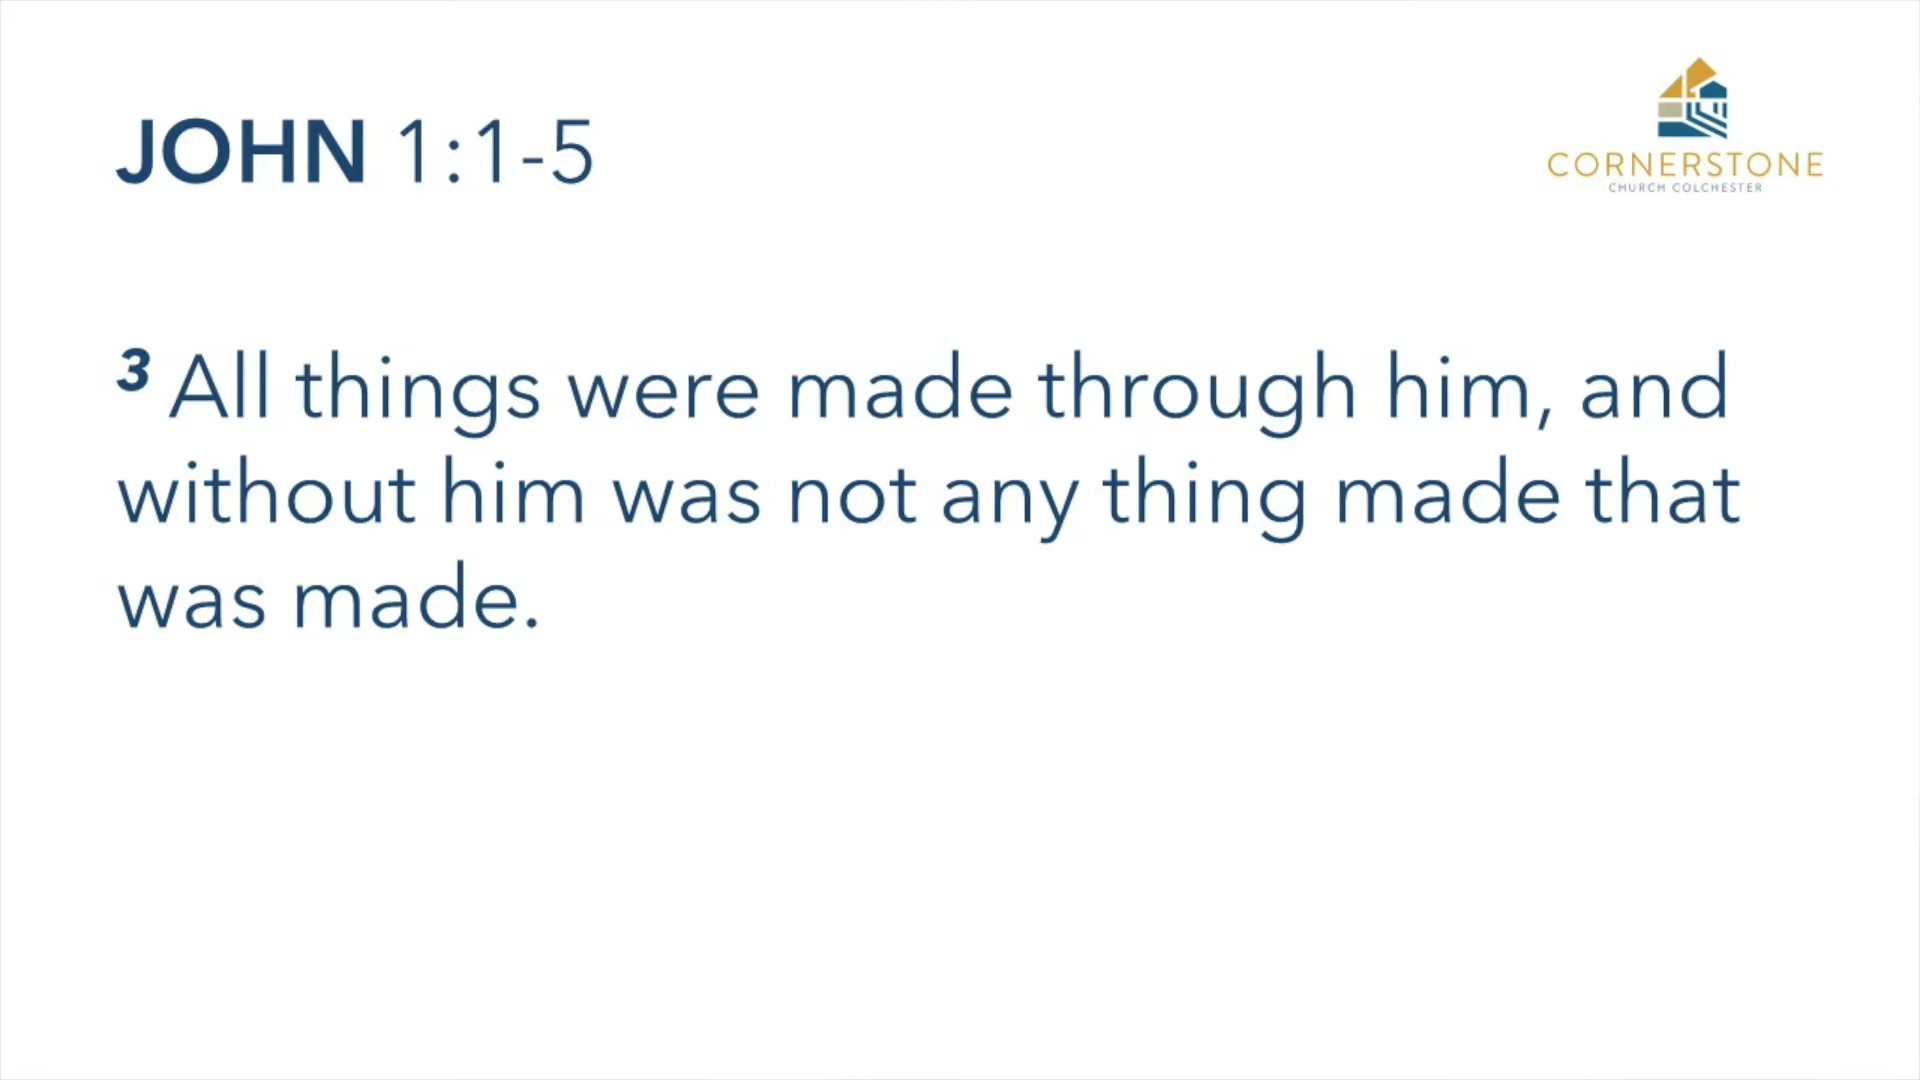 JOHN 1:1-5
CORNERSTONE
CHURCH COLCHESTER
3 All things were made through him, and
without him was not any thing made that
was made.